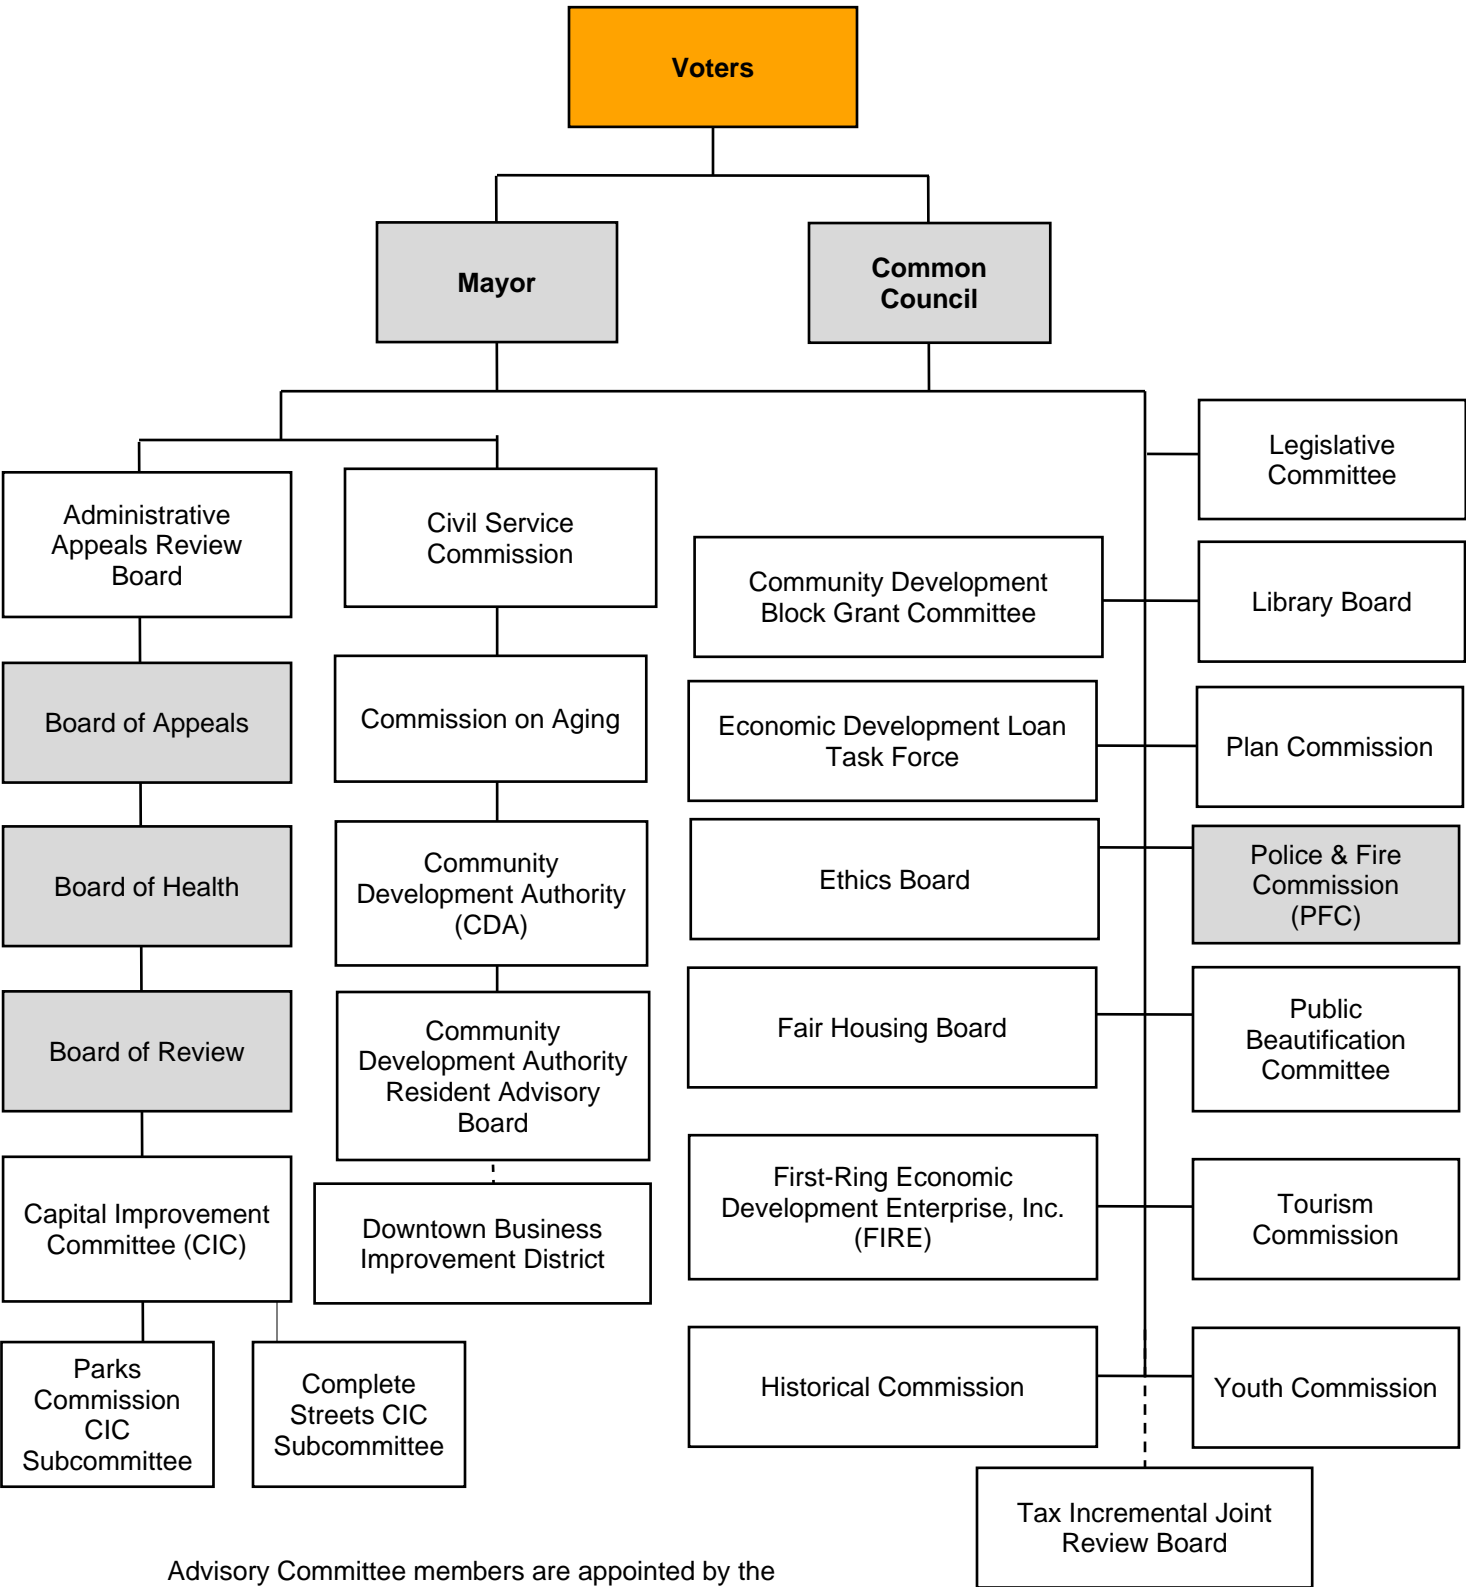 Voters
Mayor
Common
Council
Administrative
Appeals Review
Board
Board of Appeals
Board of Health
Board of Review
Capital Improvement
Committee (CIC)
Parks
Commission
CIC
Subcommittee
Complete
Streets CIC
Subcommittee
Civil Service
Commission
Commission on Aging
Community
Development Authority
(CDA)
Community
Development Authority
Resident Advisory
Board
Downtown Business
Improvement District
Community Development
Block Grant Committee
Economic Development Loan
Task Force
Ethics Board
Fair Housing Board
First-Ring Economic
Development Enterprise, Inc.
(FIRE)
Historical Commission
Legislative
Committee
Library Board
Plan Commission
Police & Fire
Commission
(PFC)
Public
Beautification
Committee
Tourism
Commission
Youth Commission
Tax Incremental Joint
Review Board
Advisory Committee members are appointed by the